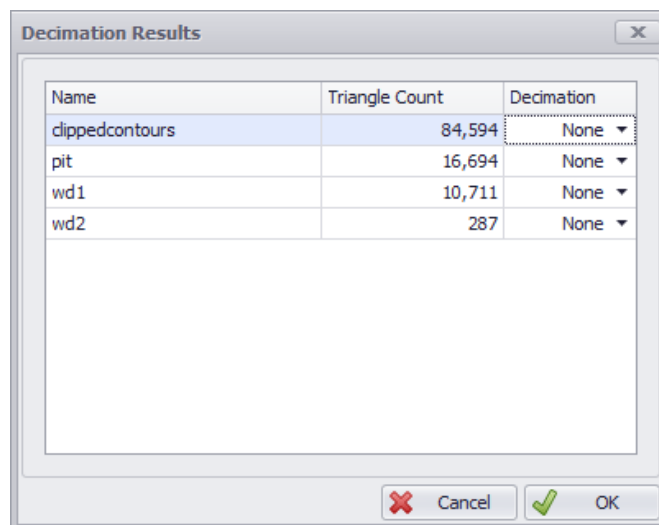 Decimation Results
Name Triangle Count Decimation
clippedcontours 84,594 None
pit 16,694 None
wd1 10,711 None
wd2 287 None
Cancel OK